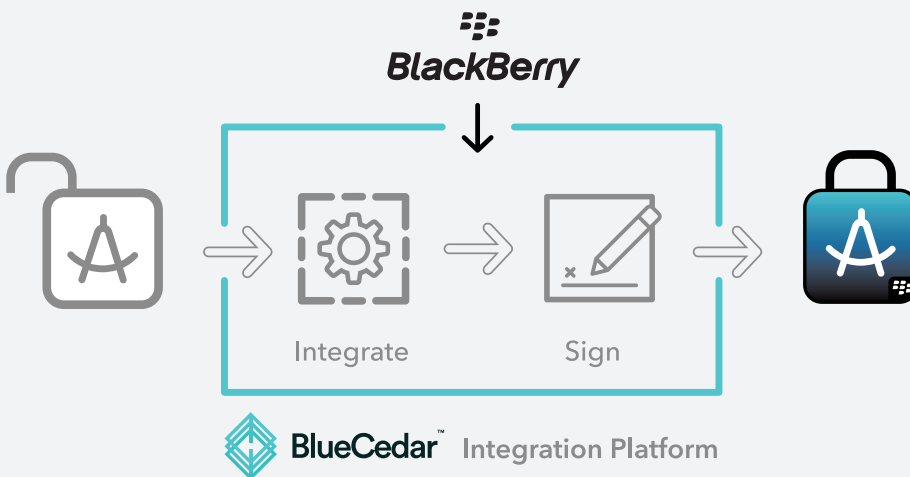 BlackBerry
Integrate
Sign
BlueCedar™ Integration Platform